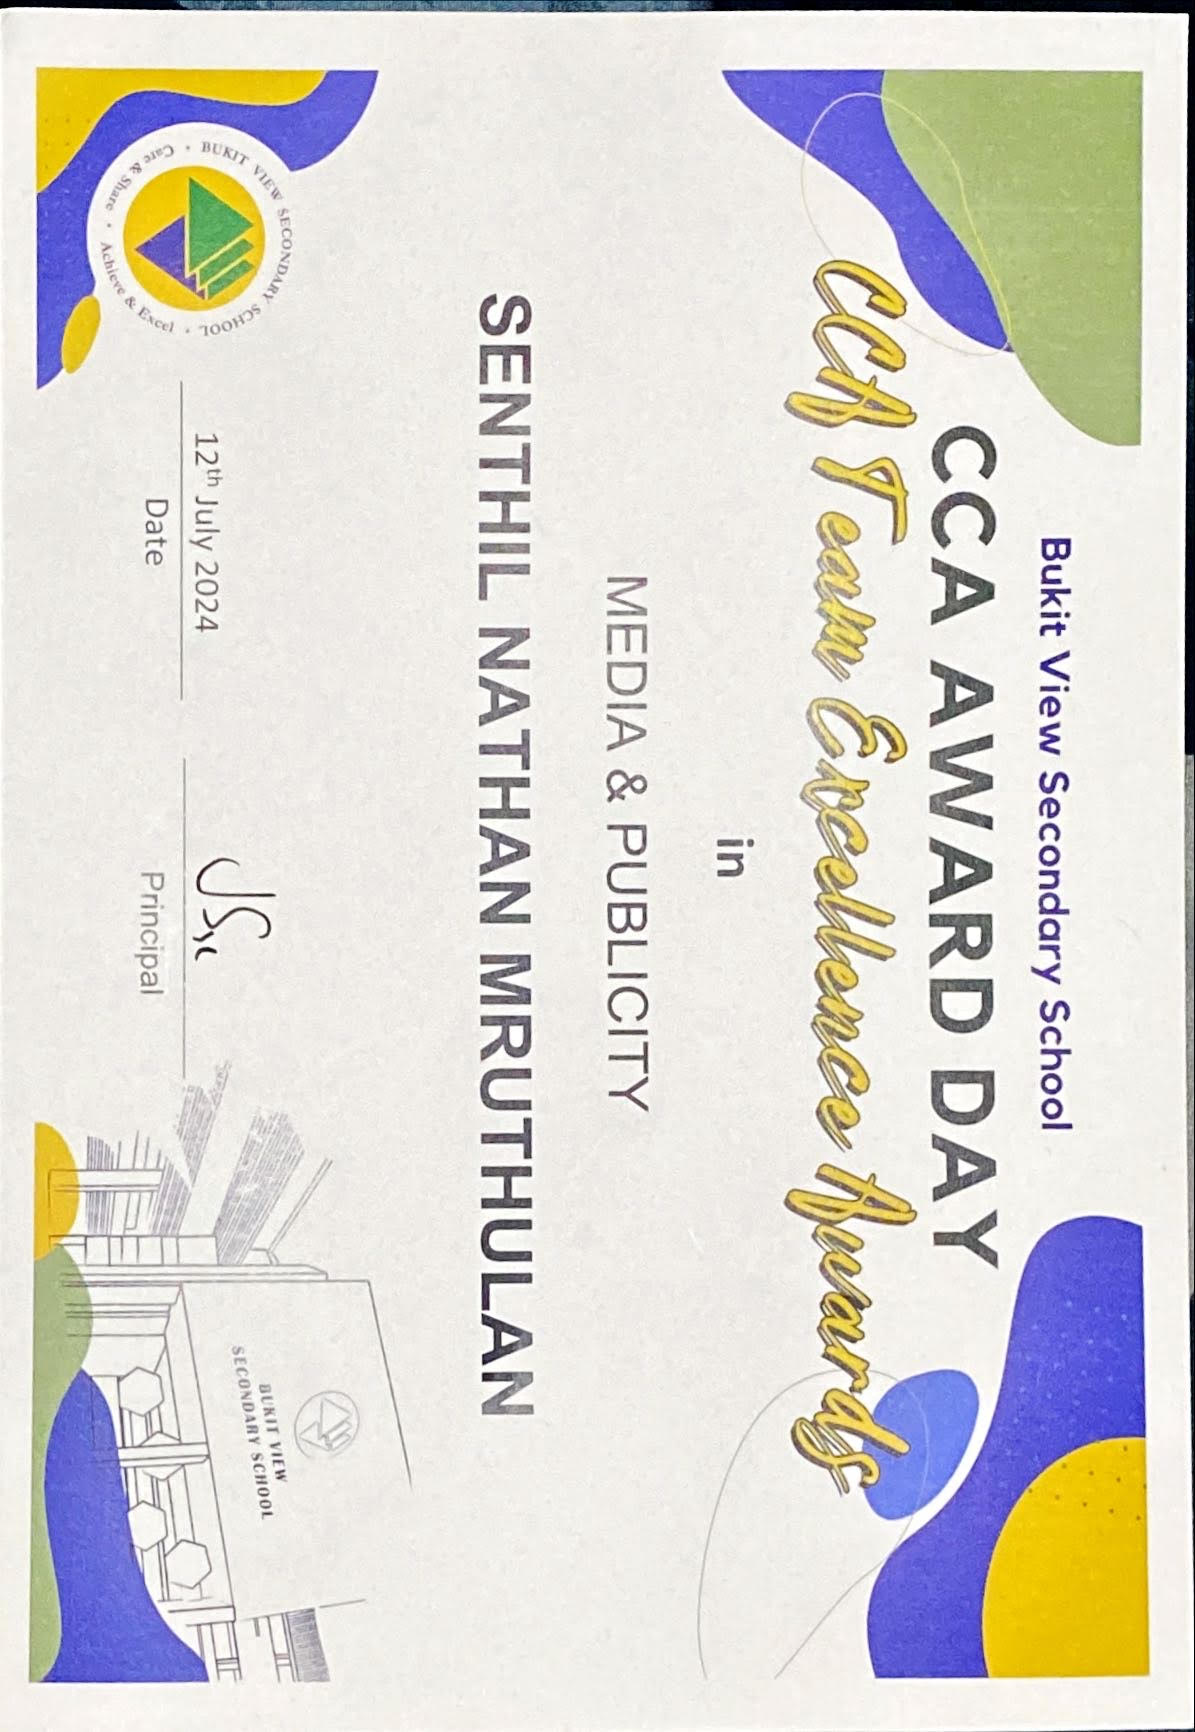 Bukit View Secondary School
CCA AWARD DAY
CCA Team Excellence Awards
in
MEDIA & PUBLICITY
SENTHIL NATHAN MRUTHULAN
BUKIT VIEW SECONDARY SCHOOL • Care & Share • Achieve & Excel •
12th July 2024
Date
Principal
BUKIT VIEW
SECONDARY SCHOOL